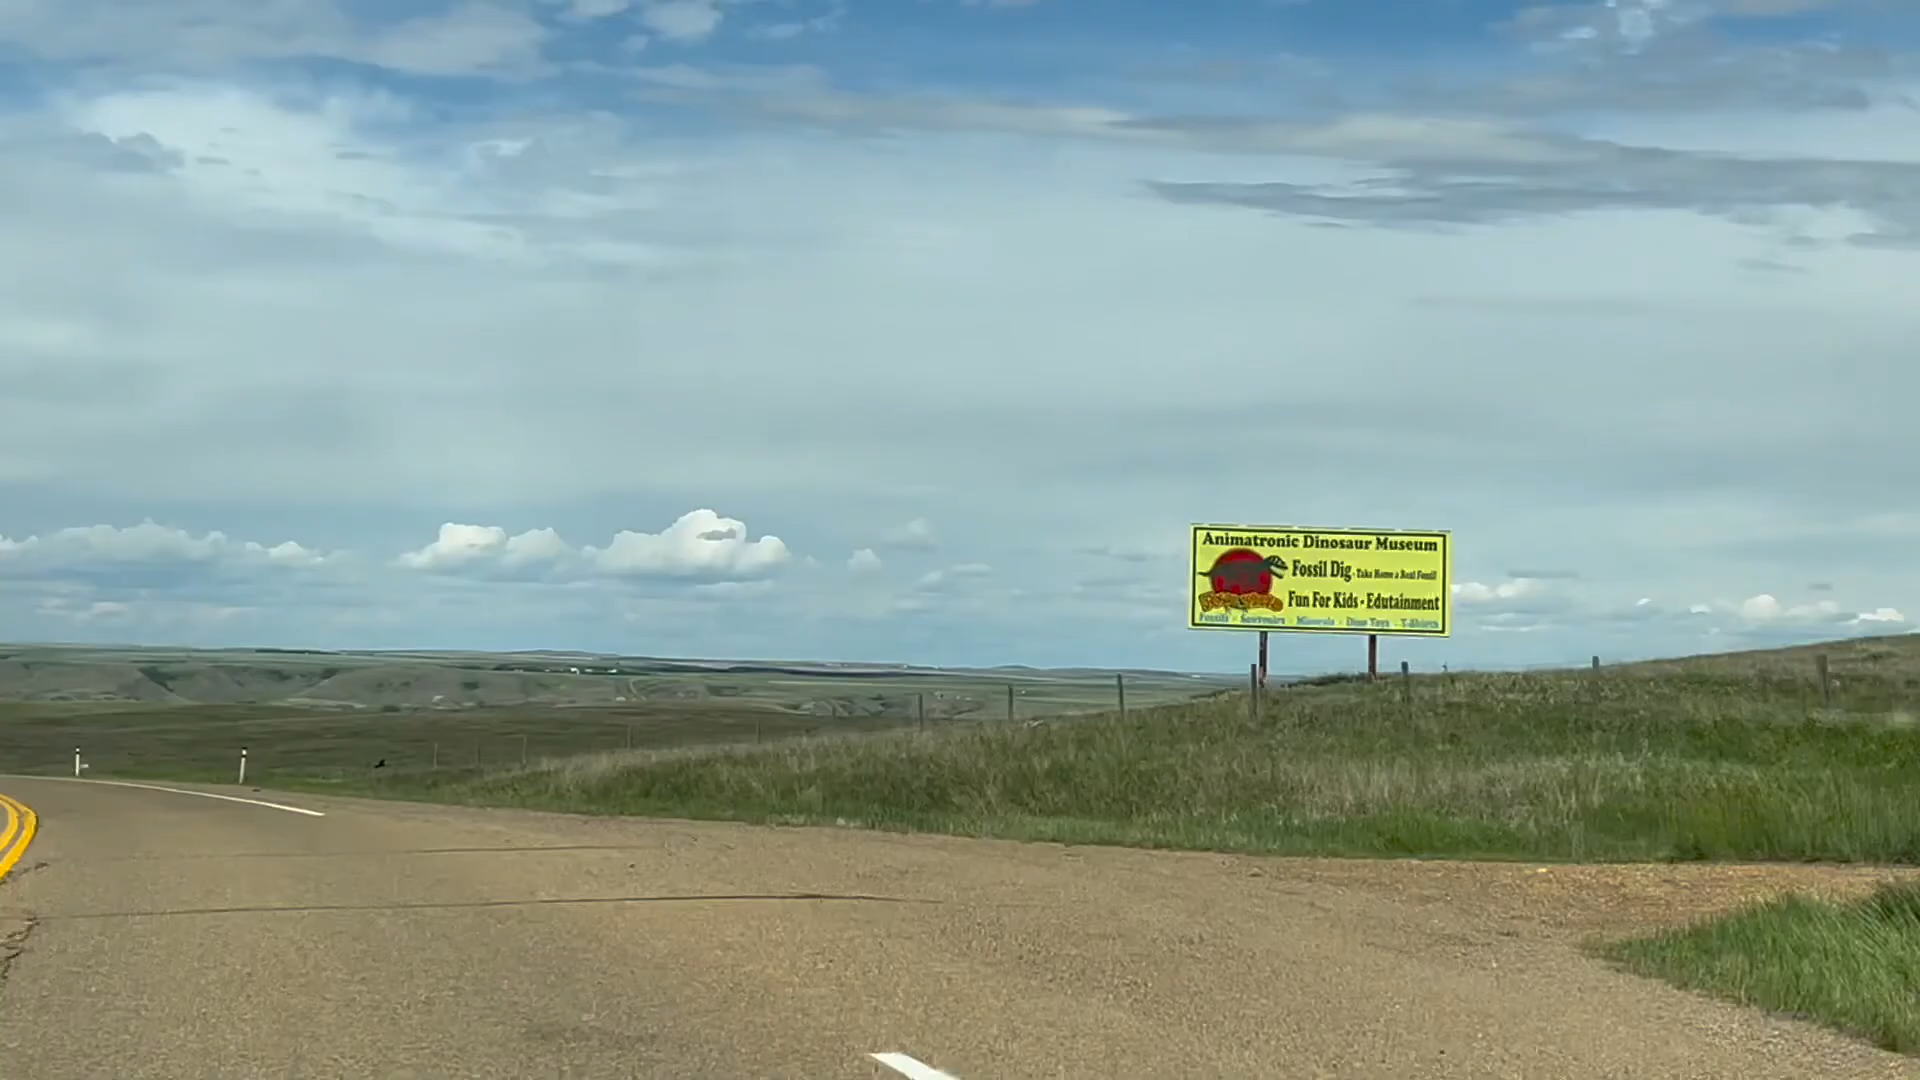 Animatronic Dinosaur Museum
Fossil Dig - Take Home a Real Fossil
Fun For Kids - Edutainment
Fossils - Souvenirs - Minerals - Dino Toys - T-Shirts